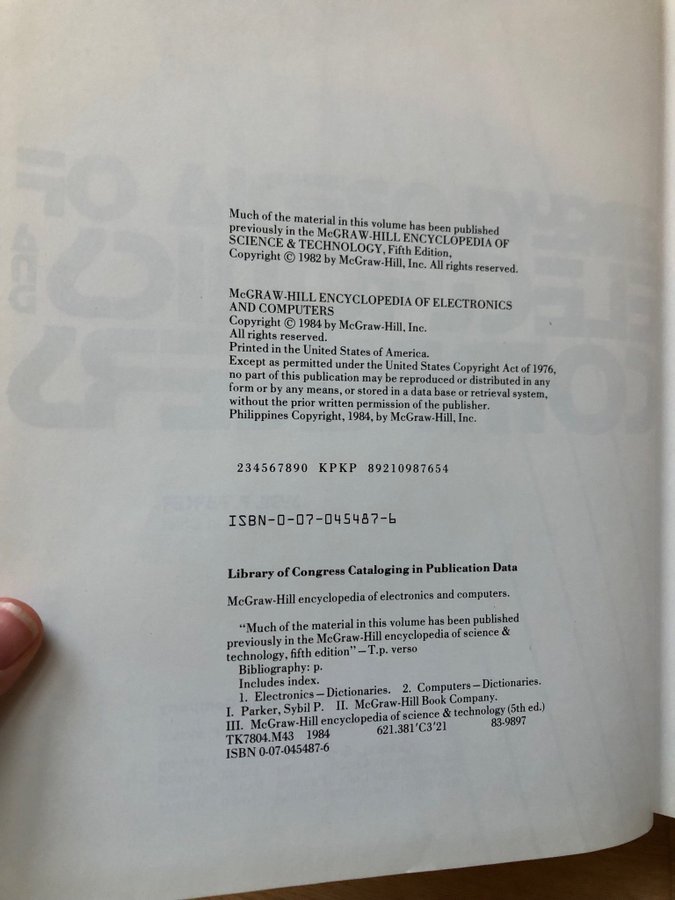 Much of the material in this volume has been published
previously in the McGRAW-HILL ENCYCLOPEDIA OF
SCIENCE & TECHNOLOGY, Fifth Edition,
Copyright © 1982 by McGraw-Hill, Inc. All rights reserved.
McGRAW-HILL ENCYCLOPEDIA OF ELECTRONICS
AND COMPUTERS
Copyright © 1984 by McGraw-Hill, Inc.
All rights reserved.
Printed in the United States of America.
Except as permitted under the United States Copyright Act of 1976,
no part of this publication may be reproduced or distributed in any
form or by any means, or stored in a data base or retrieval system,
without the prior written permission of the publisher.
Philippines Copyright, 1984, by McGraw-Hill, Inc.
234567890 KPKP 89210987654
ISBN-0-07-045487-6
Library of Congress Cataloging in Publication Data
McGraw-Hill encyclopedia of electronics and computers.
“Much of the material in this volume has been published
previously in the McGraw-Hill encyclopedia of science &
technology, fifth edition”—T.p. verso
Bibliography: p.
Includes index.
1. Electronics—Dictionaries. 2. Computers—Dictionaries.
I. Parker, Sybil P. II. McGraw-Hill Book Company.
III. McGraw-Hill encyclopedia of science & technology (5th ed.)
TK7804.M43 1984 621.381'C3'21 83-9897
ISBN 0-07-045487-6